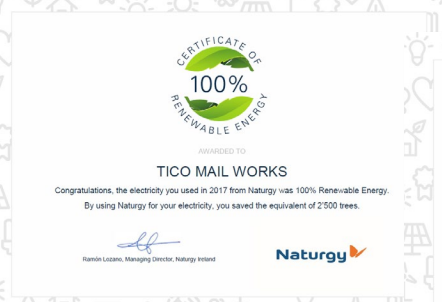 CERTIFICATE OF
100%
RENEWABLE ENERGY
AWARDED TO
TICO MAIL WORKS
Congratulations, the electricity you used in 2017 from Naturgy was 100% Renewable Energy.
By using Naturgy for your electricity, you saved the equivalent of 2'500 trees.
Ramón Lozano, Managing Director, Naturgy Ireland
Naturgy